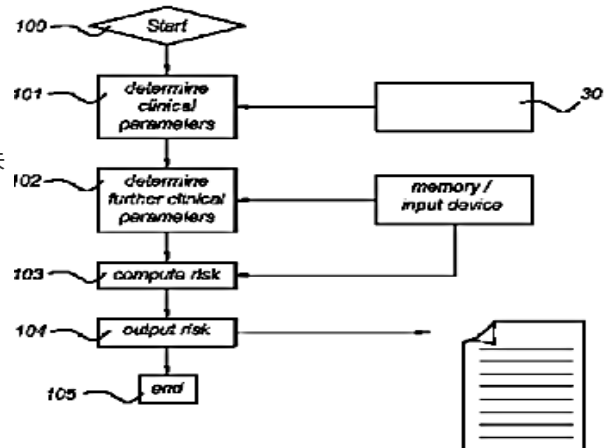 100
Start
101
determine
clinical
parameters
30
102
determine
further clinical
parameters
memory /
input device
103
compute risk
104
output risk
105
end